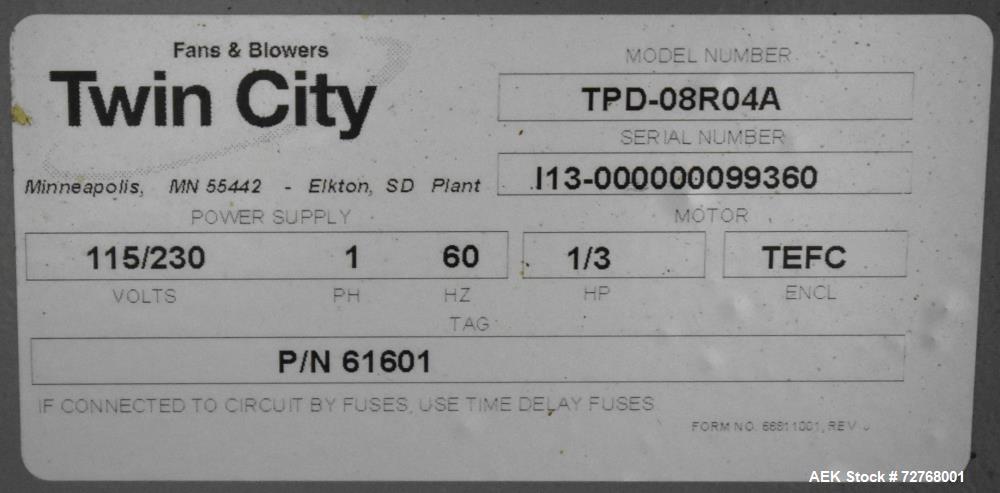 Fans & Blowers
Twin City
Minneapolis, MN 55442 - Elkton, SD Plant
MODEL NUMBER
TPD-08R04A
SERIAL NUMBER
I13-000000099360
POWER SUPPLY
115/230 1 60
VOLTS PH HZ
MOTOR
1/3 TEFC
HP ENCL
TAG
P/N 61601
IF CONNECTED TO CIRCUIT BY FUSES, USE TIME DELAY FUSES
FORM NO. 66811001, REV
AEK Stock # 72768001